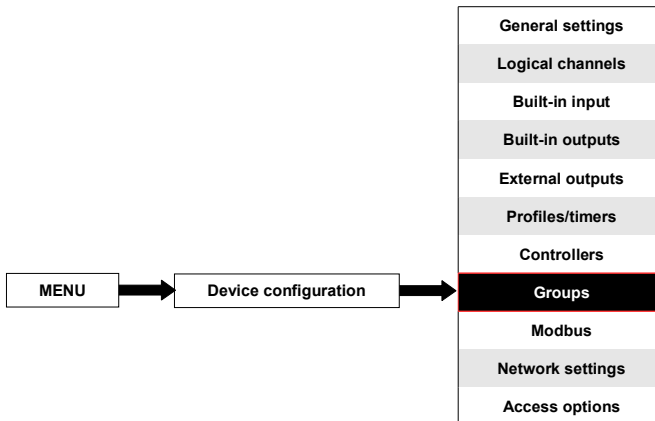 General settings
Logical channels
Built-in input
Built-in outputs
External outputs
Profiles/timers
Controllers
MENU
Device configuration
Groups
Modbus
Network settings
Access options